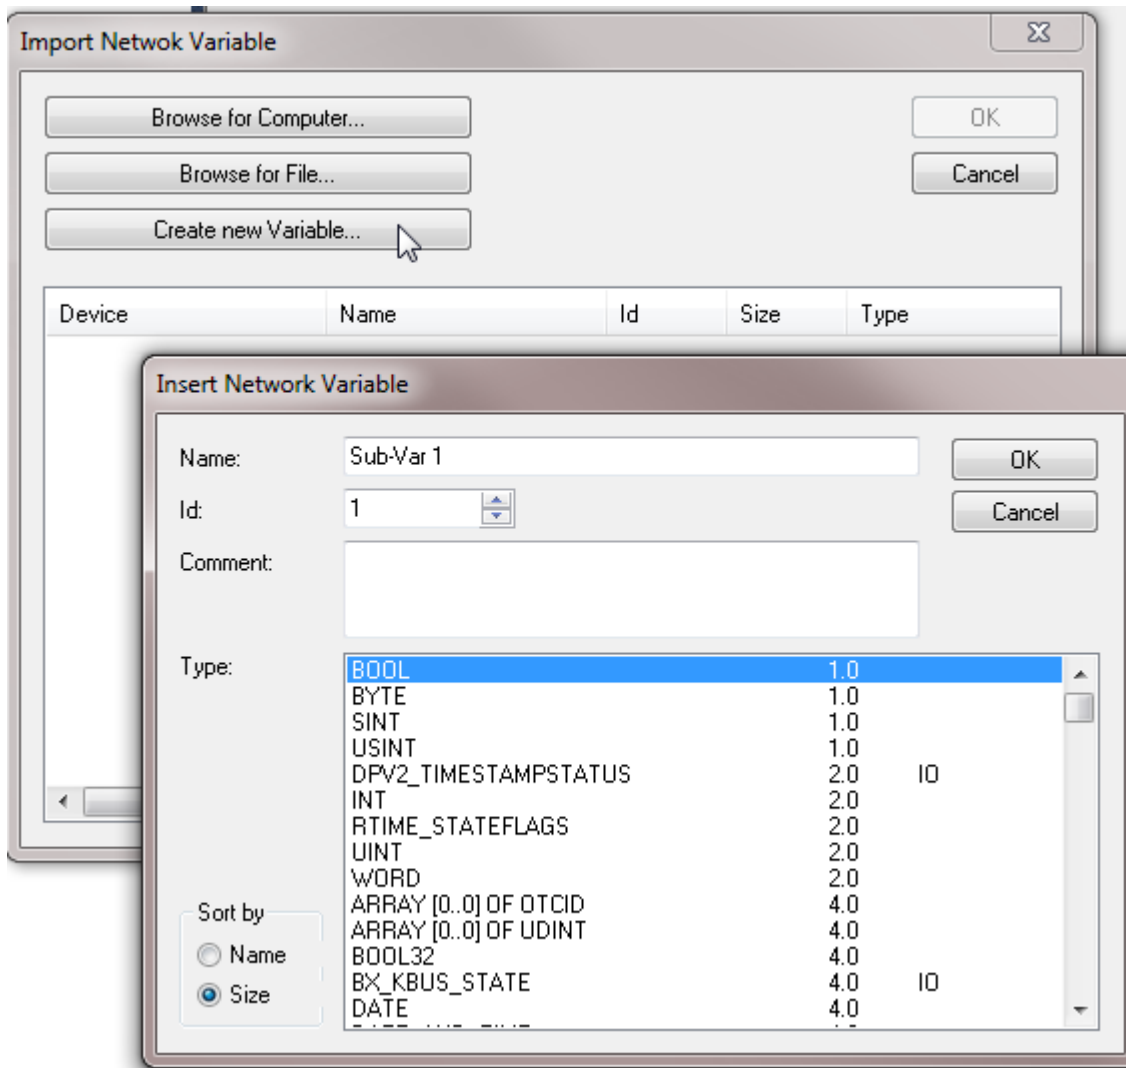 Import Netwok Variable
Browse for Computer...
OK
Browse for File...
Cancel
Create new Variable...
Device Name Id Size Type
Insert Network Variable
Name: Sub-Var 1
OK
Id: 1
Cancel
Comment:
Type:
BOOL 1.0
BYTE 1.0
SINT 1.0
USINT 1.0
DPV2_TIMESTAMPSTATUS 2.0 IO
INT 2.0
RTIME_STATEFLAGS 2.0
UINT 2.0
WORD 2.0
ARRAY [0..0] OF OTCID 4.0
ARRAY [0..0] OF UDINT 4.0
BOOL32 4.0
BX_KBUS_STATE 4.0 IO
DATE 4.0
Sort by
Name
Size